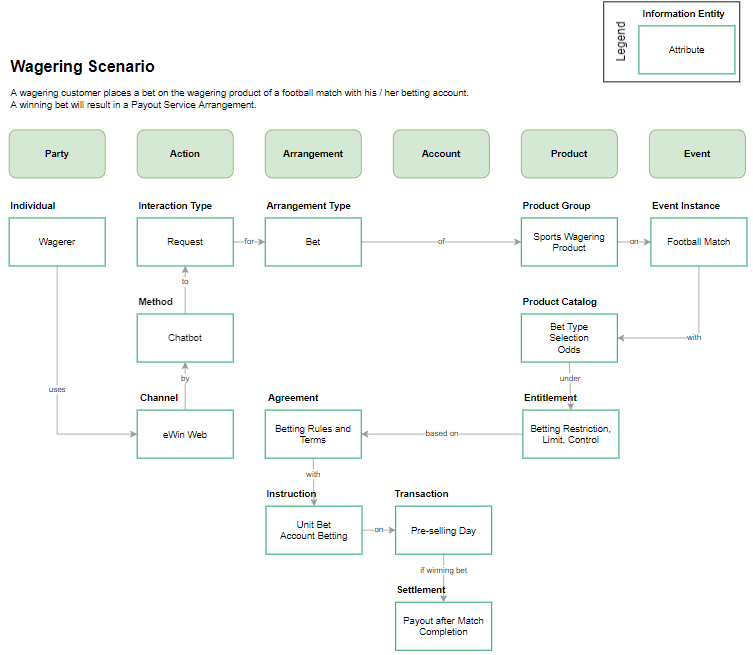 Information Entity
Legend
Attribute
Wagering Scenario
A wagering customer places a bet on the wagering product of a football match with his / her betting account.
A winning bet will result in a Payout Service Arrangement.
Party
Action
Arrangement
Account
Product
Event
Individual
Interaction Type
Arrangement Type
Product Group
Event Instance
Wagerer
Request
for
Bet
of
Sports Wagering
Product
on
Football Match
to
Method
Product Catalog
Chatbot
Bet Type
Selection
Odds
with
by
under
uses
Channel
Agreement
Entitlement
eWin Web
Betting Rules and
Terms
based on
Betting Restriction,
Limit, Control
with
Instruction
Transaction
Unit Bet
Account Betting
on
Pre-selling Day
if winning bet
Settlement
Payout after Match
Completion